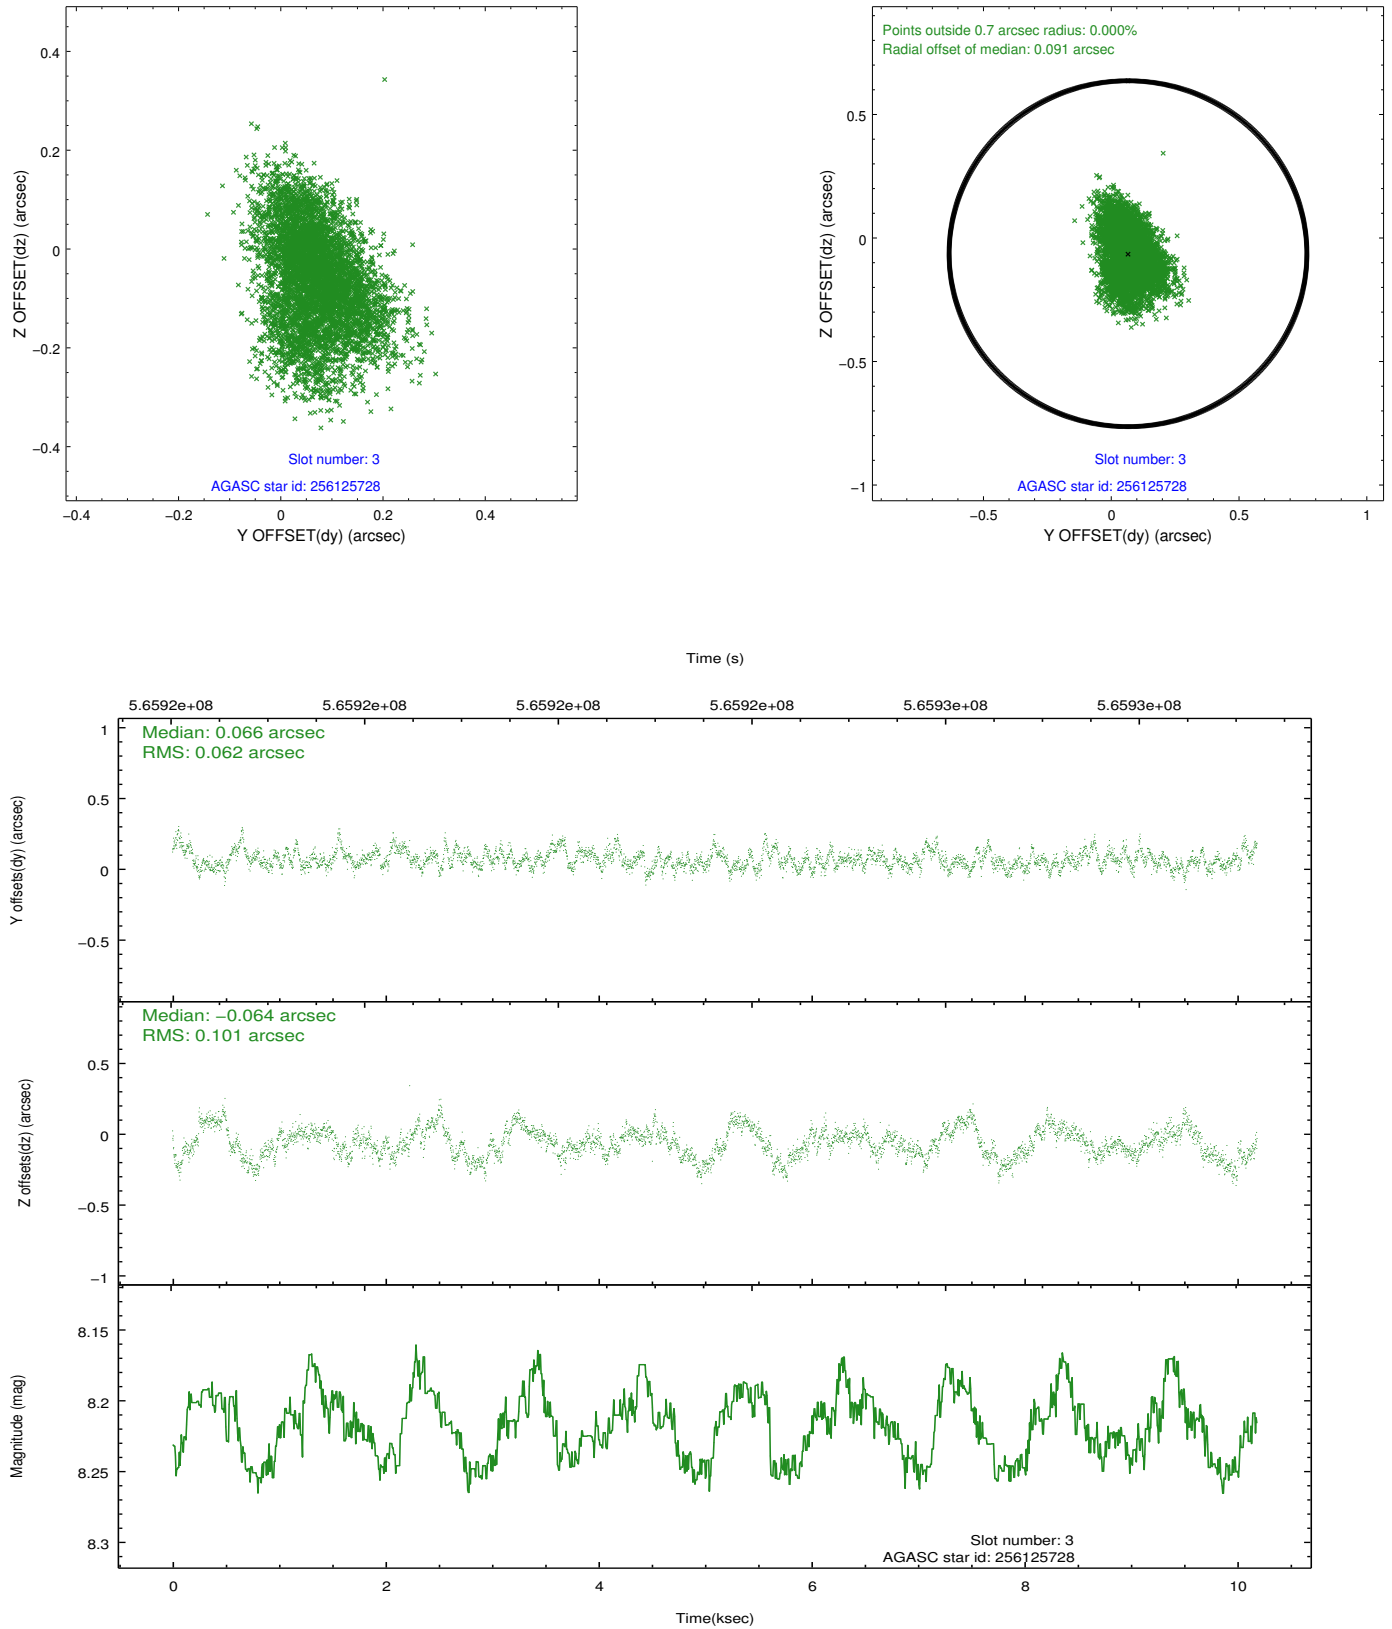 0.4
0.2
0
−0.2
−0.4
Z OFFSET(dz) (arcsec)
Slot number: 3
AGASC star id: 256125728
−0.4 −0.2 0 0.2 0.4
Y OFFSET(dy) (arcsec)
Points outside 0.7 arcsec radius: 0.000%
Radial offset of median: 0.091 arcsec
0.5
0
−0.5
−1
Z OFFSET(dz) (arcsec)
Slot number: 3
AGASC star id: 256125728
−0.5 0 0.5 1
Y OFFSET(dy) (arcsec)
Time (s)
5.6592e+08 5.6592e+08 5.6592e+08 5.6592e+08 5.6593e+08 5.6593e+08
Median: 0.066 arcsec
RMS: 0.062 arcsec
1
0.5
0
−0.5
Y offsets(dy) (arcsec)
Median: −0.064 arcsec
RMS: 0.101 arcsec
0.5
0
−0.5
−1
Z offsets(dz) (arcsec)
8.15
8.2
8.25
8.3
Magnitude (mag)
Slot number: 3
AGASC star id: 256125728
0 2 4 6 8 10
Time(ksec)